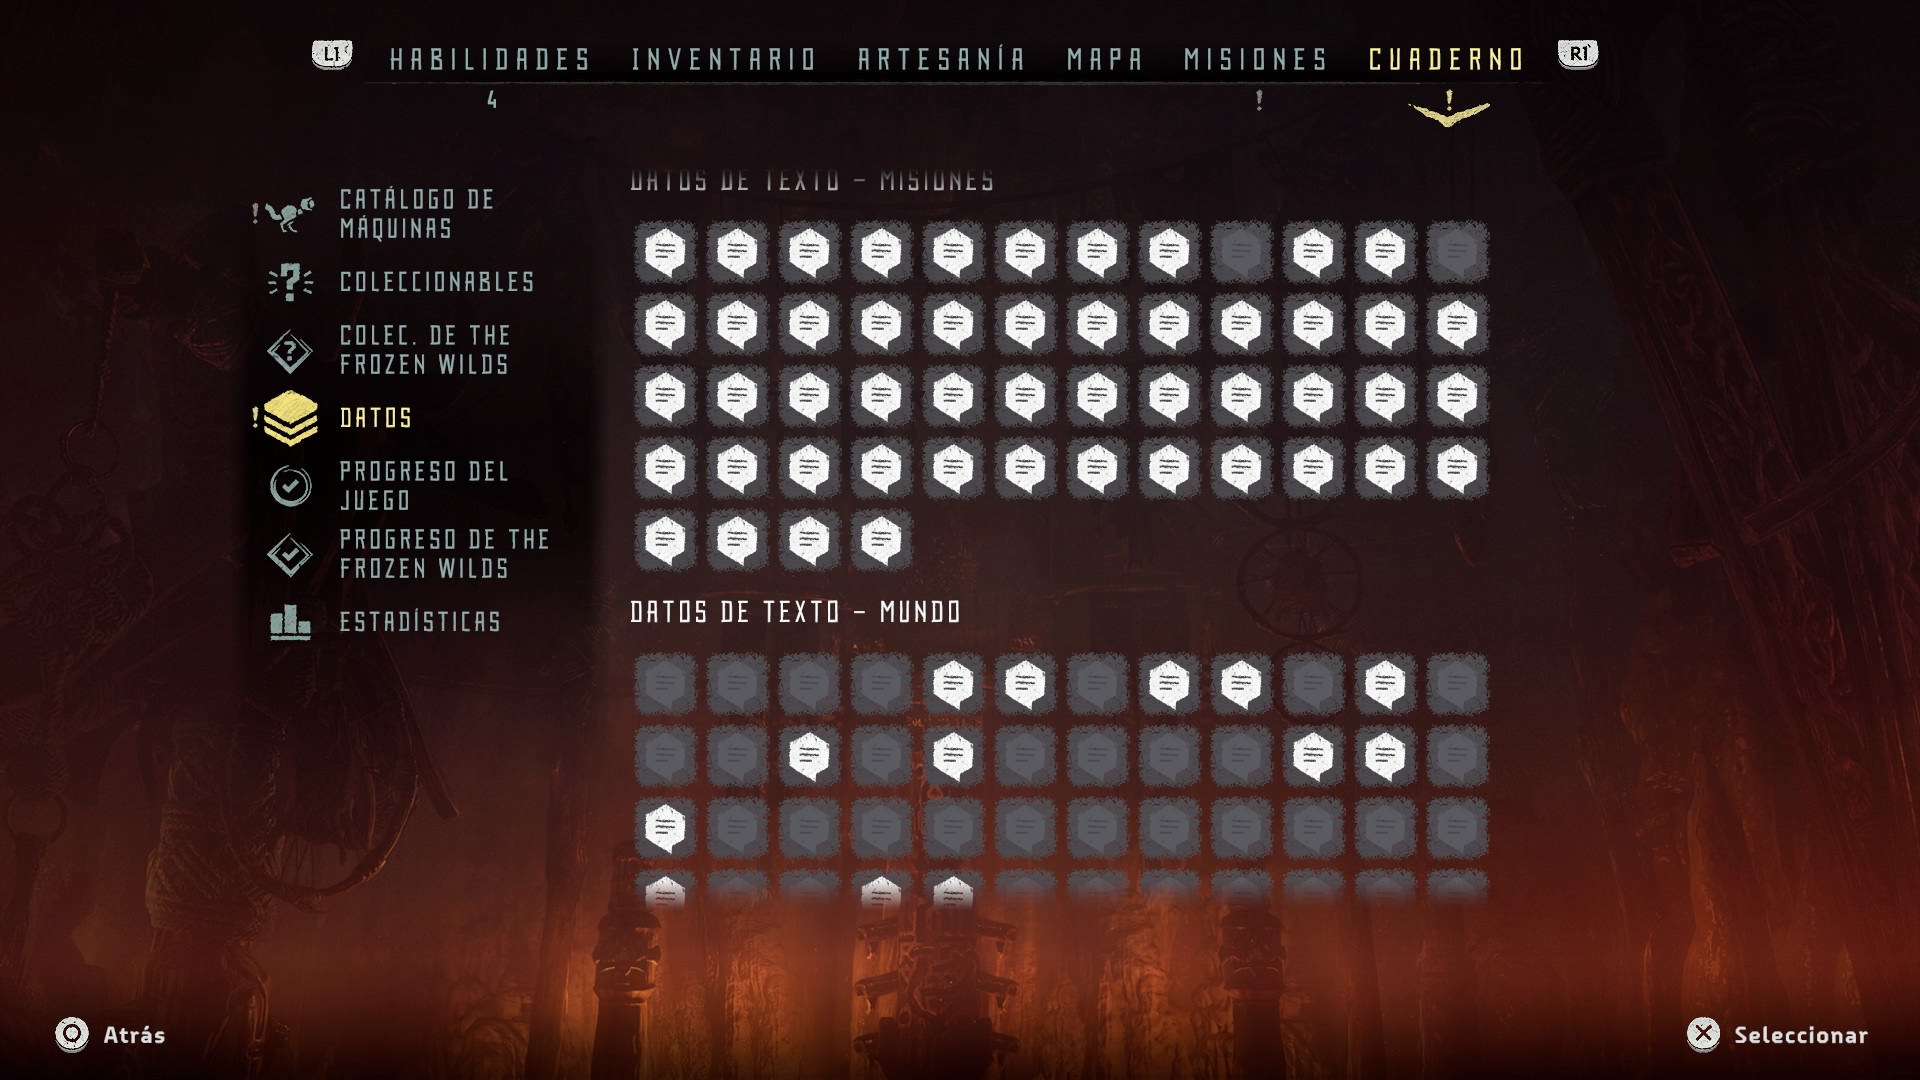 L1 HABILIDADES INVENTARIO ARTESANÍA MAPA MISIONES CUADERNO R1
4 ! !
! CATÁLOGO DE
MÁQUINAS
COLECCIONABLES
COLEC. DE THE
FROZEN WILDS
! DATOS
PROGRESO DEL
JUEGO
PROGRESO DE THE
FROZEN WILDS
ESTADÍSTICAS
DATOS DE TEXTO - MISIONES
DATOS DE TEXTO - MUNDO
Atrás
Seleccionar